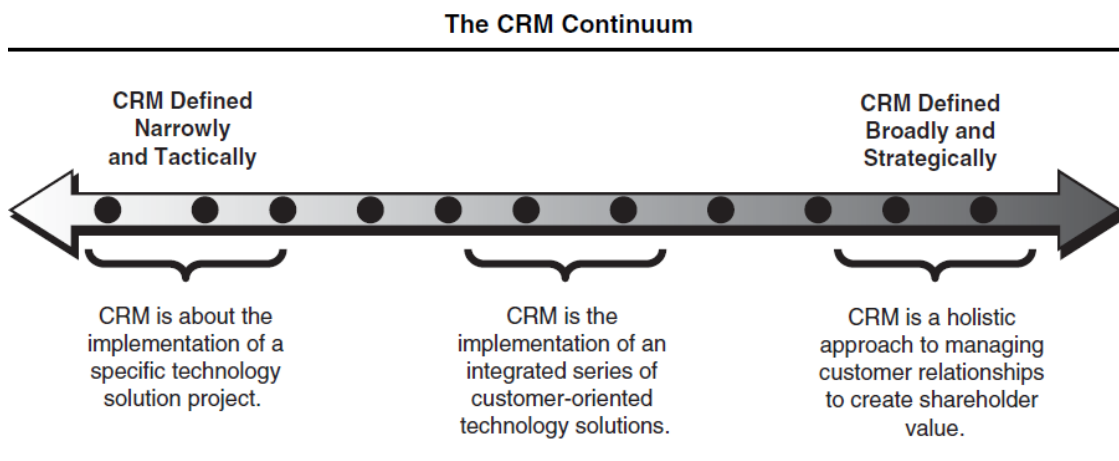 The CRM Continuum
CRM Defined
Narrowly
and Tactically
CRM Defined
Broadly and
Strategically
CRM is about the
implementation of a
specific technology
solution project.
CRM is the
implementation of an
integrated series of
customer-oriented
technology solutions.
CRM is a holistic
approach to managing
customer relationships
to create shareholder
value.